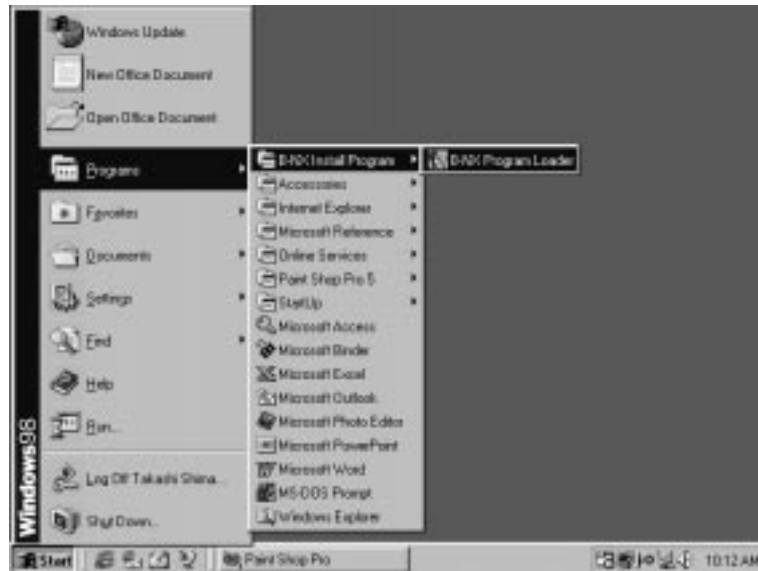 Windows Update
New Office Document
Open Office Document
Programs
Favorites
Documents
Settings
Find
Help
Run...
Log Off Takashi Shima...
Shut Down...
Windows98
B-NX Install Program
Accessories
Internet Explorer
Microsoft Reference
Online Services
Paint Shop Pro 5
StartUp
Microsoft Access
Microsoft Binder
Microsoft Excel
Microsoft Outlook
Microsoft Photo Editor
Microsoft PowerPoint
Microsoft Word
MS-DOS Prompt
Windows Explorer
B-NX Program Loader
Start
Paint Shop Pro
10:12 AM